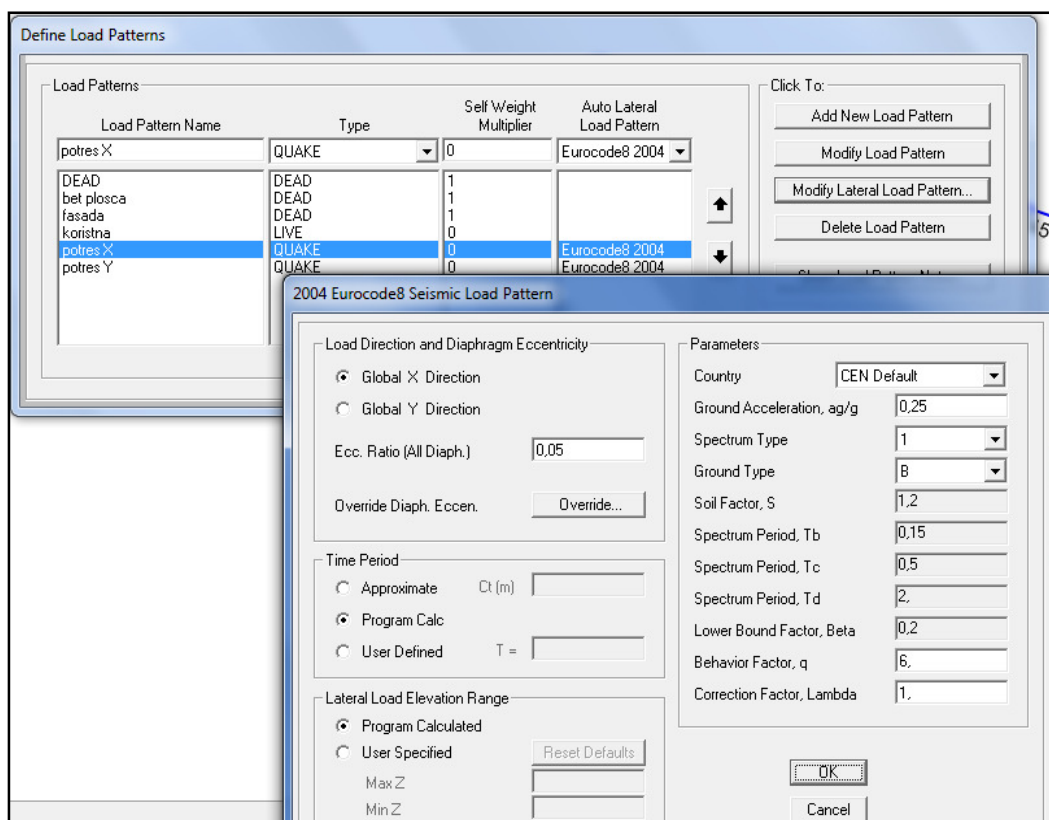 Define Load Patterns
Load Patterns
Click To:
Load Pattern Name Type Self Weight Multiplier Auto Lateral Load Pattern
potres X QUAKE 0 Eurocode8 2004
DEAD DEAD 1
bet plosca DEAD 1
fasada DEAD 1
koristna LIVE 0
potres X QUAKE 0 Eurocode8 2004
potres Y QUAKE 0 Eurocode8 2004
Add New Load Pattern
Modify Load Pattern
Modify Lateral Load Pattern...
Delete Load Pattern
2004 Eurocode8 Seismic Load Pattern
Load Direction and Diaphragm Eccentricity
Global X Direction
Global Y Direction
Ecc. Ratio (All Diaph.) 0,05
Override Diaph. Eccen. Override...
Time Period
Approximate Ct (m)
Program Calc
User Defined T =
Lateral Load Elevation Range
Program Calculated
User Specified Reset Defaults
Max Z
Min Z
Parameters
Country CEN Default
Ground Acceleration, ag/g 0,25
Spectrum Type 1
Ground Type B
Soil Factor, S 1,2
Spectrum Period, Tb 0,15
Spectrum Period, Tc 0,5
Spectrum Period, Td 2,
Lower Bound Factor, Beta 0,2
Behavior Factor, q 6,
Correction Factor, Lambda 1,
OK
Cancel